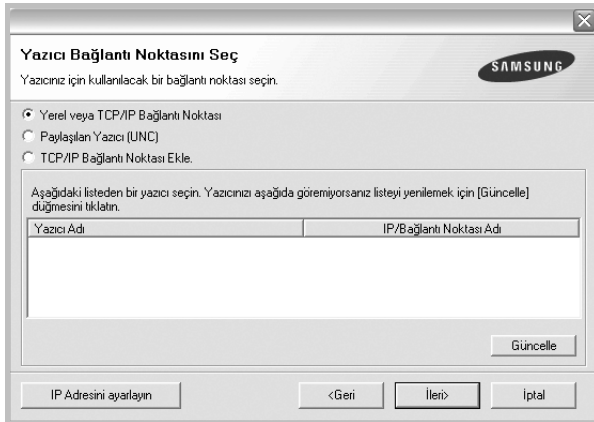 Yazıcı Bağlantı Noktasını Seç
Yazıcınız için kullanılacak bir bağlantı noktası seçin.
SAMSUNG
Yerel veya TCP/IP Bağlantı Noktası
Paylaşılan Yazıcı (UNC)
TCP/IP Bağlantı Noktası Ekle.
Aşağıdaki listeden bir yazıcı seçin. Yazıcınızı aşağıda göremiyorsanız listeyi yenilemek için [Güncelle]
düğmesini tıklatın.
Yazıcı Adı IP/Bağlantı Noktası Adı
Güncelle
IP Adresini ayarlayın <Geri İleri> İptal